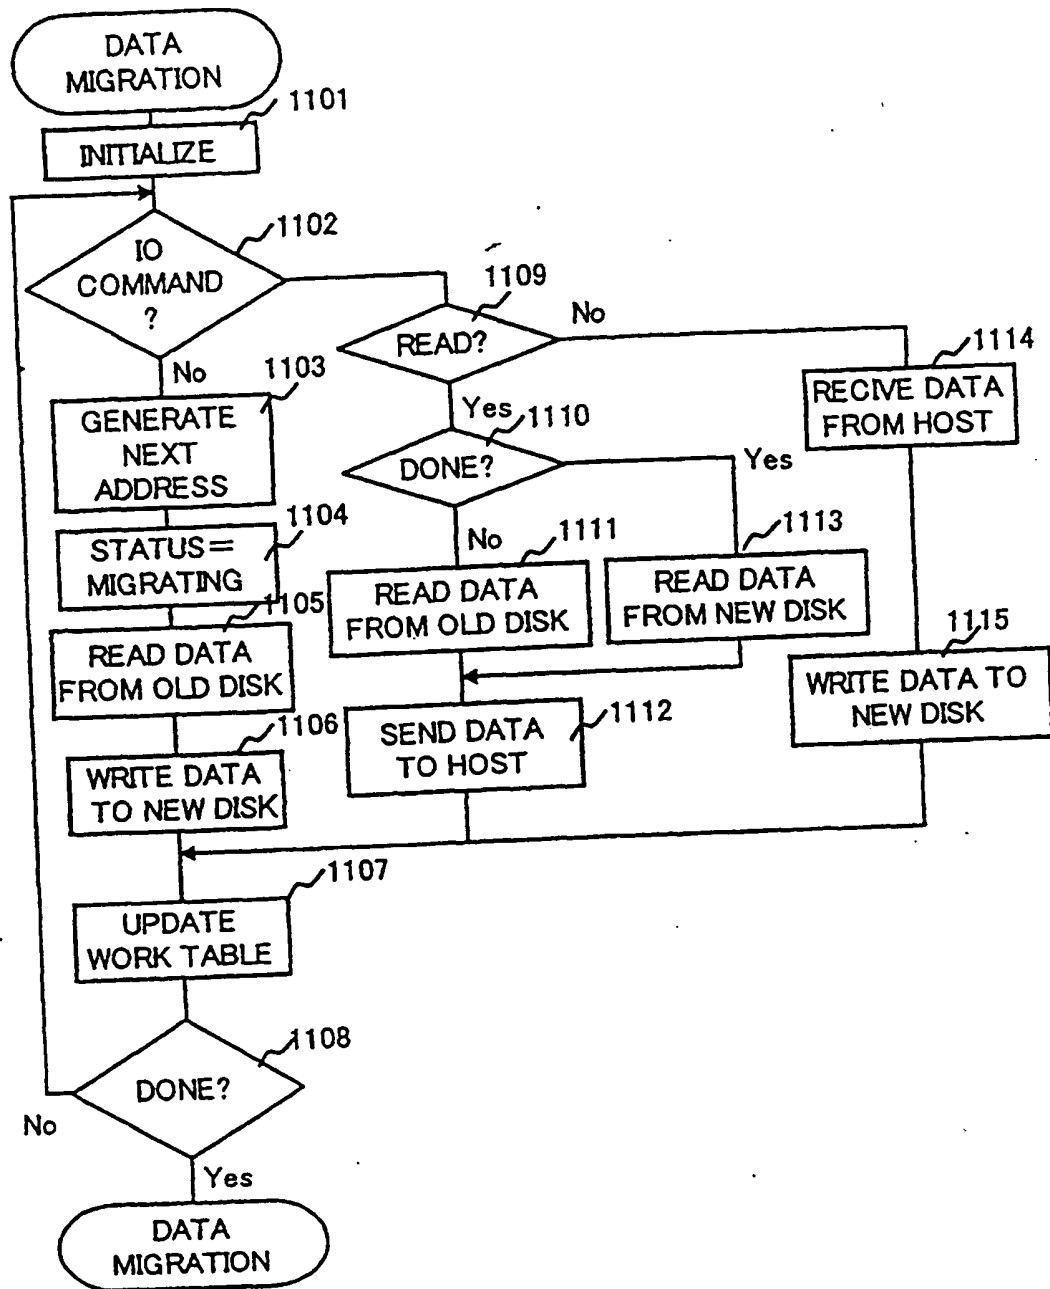 DATA
MIGRATION
1101
INITIALIZE
IO
COMMAND
?
1102
No
1103
GENERATE
NEXT
ADDRESS
1104
STATUS=
MIGRATING
1105
READ DATA
FROM OLD DISK
1106
WRITE DATA
TO NEW DISK
1107
UPDATE
WORK TABLE
1108
DONE?
No
Yes
DATA
MIGRATION
1109
READ?
No
Yes
1110
DONE?
Yes
No
1111
READ DATA
FROM OLD DISK
1113
READ DATA
FROM NEW DISK
1112
SEND DATA
TO HOST
1114
RECIVE DATA
FROM HOST
1115
WRITE DATA TO
NEW DISK